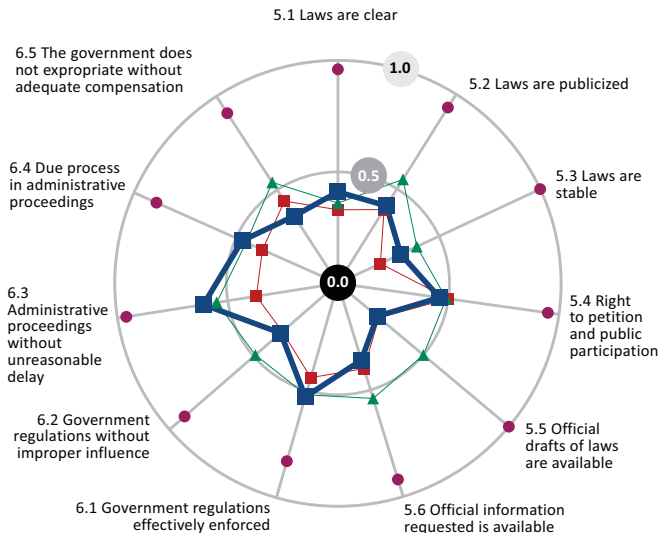 5.1 Laws are clear
1.0
5.2 Laws are publicized
0.5
5.3 Laws are
stable
5.4 Right
to petition
and public
participation
5.5 Official
drafts of laws
are available
5.6 Official information
requested is available
6.1 Government regulations
effectively enforced
6.2 Government
regulations without
improper influence
6.3
Administrative
proceedings
without
unreasonable
delay
6.4 Due process
in administrative
proceedings
6.5 The government does
not expropriate without
adequate compensation
0.0